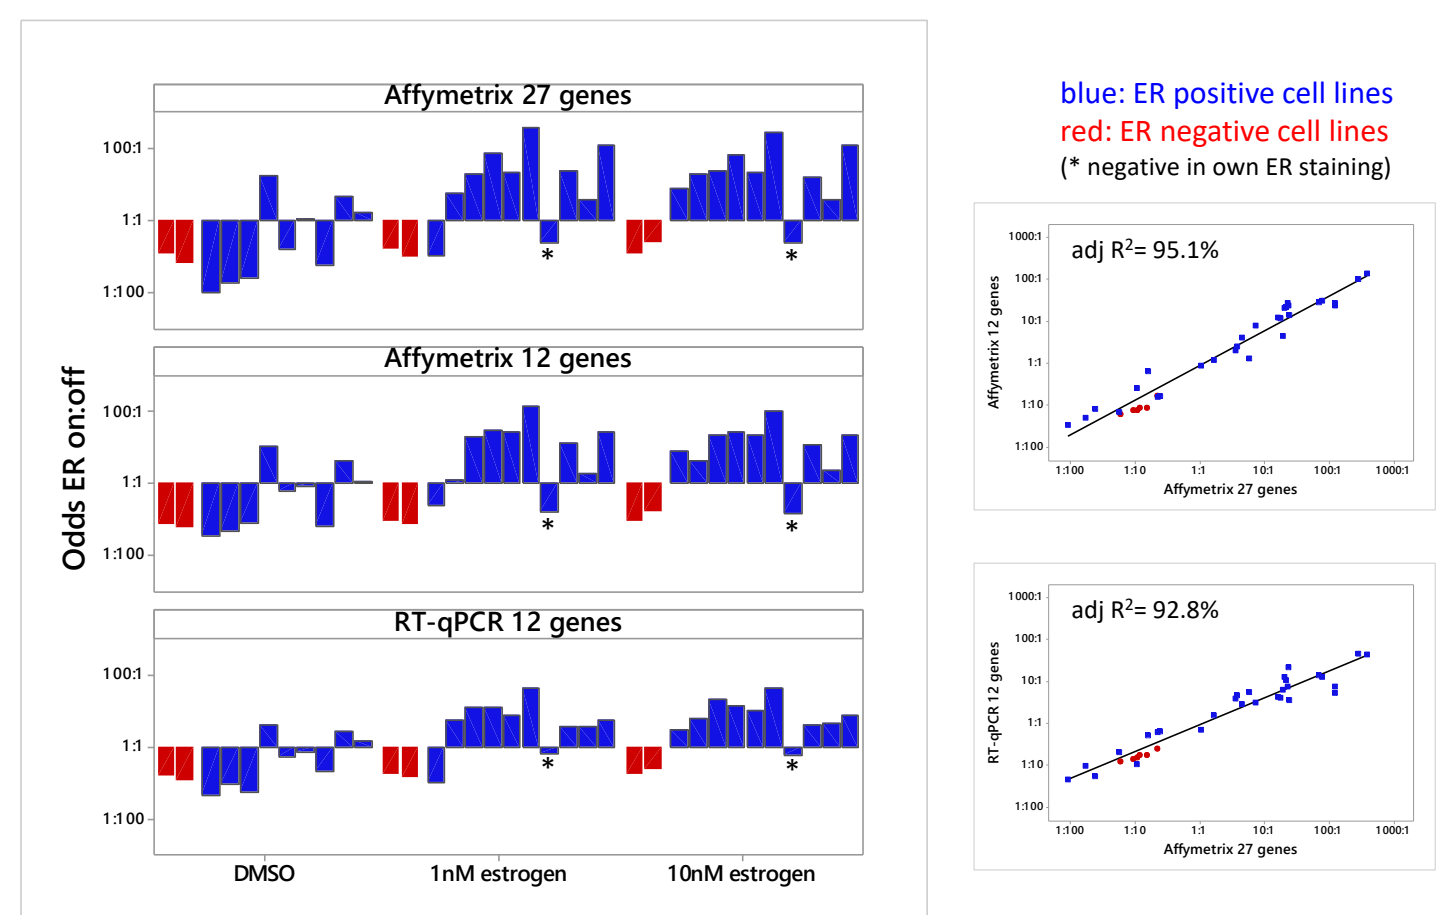 Affymetrix 27 genes
100:1
1:1
1:100
*
*
Affymetrix 12 genes
100:1
1:1
1:100
*
*
RT-qPCR 12 genes
100:1
1:1
1:100
*
*
Odds ER on:off
DMSO
1nM estrogen
10nM estrogen
blue: ER positive cell lines
red: ER negative cell lines
(* negative in own ER staining)
adj R²= 95.1%
Affymetrix 12 genes
1000:1
100:1
10:1
1:1
1:10
1:100
1:100 1:10 1:1 10:1 100:1 1000:1
Affymetrix 27 genes
adj R²= 92.8%
RT-qPCR 12 genes
1000:1
100:1
10:1
1:1
1:10
1:100
1:100 1:10 1:1 10:1 100:1 1000:1
Affymetrix 27 genes